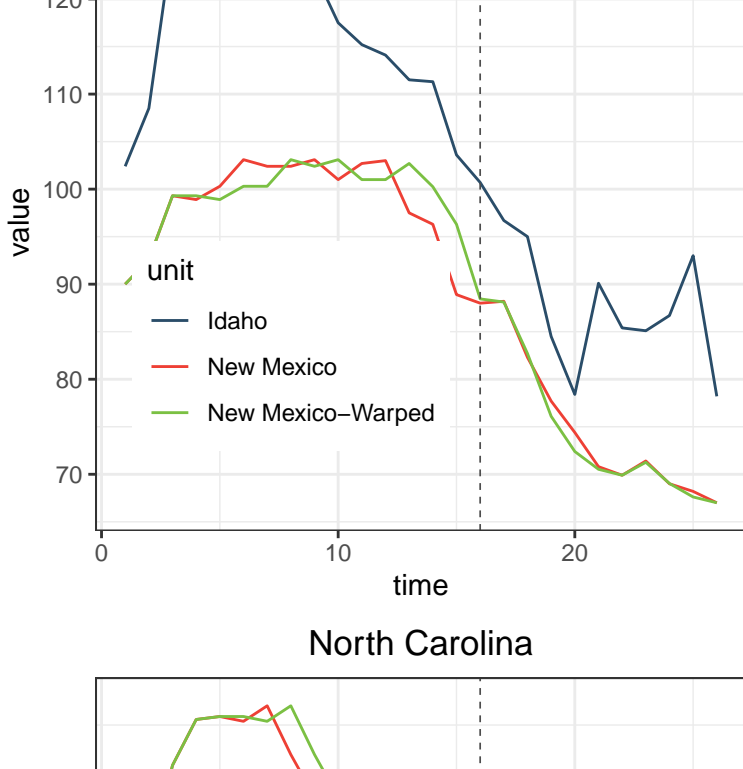 120
110
100
90
80
70
value
unit
Idaho
New Mexico
New Mexico−Warped
0 10 20
time
North Carolina